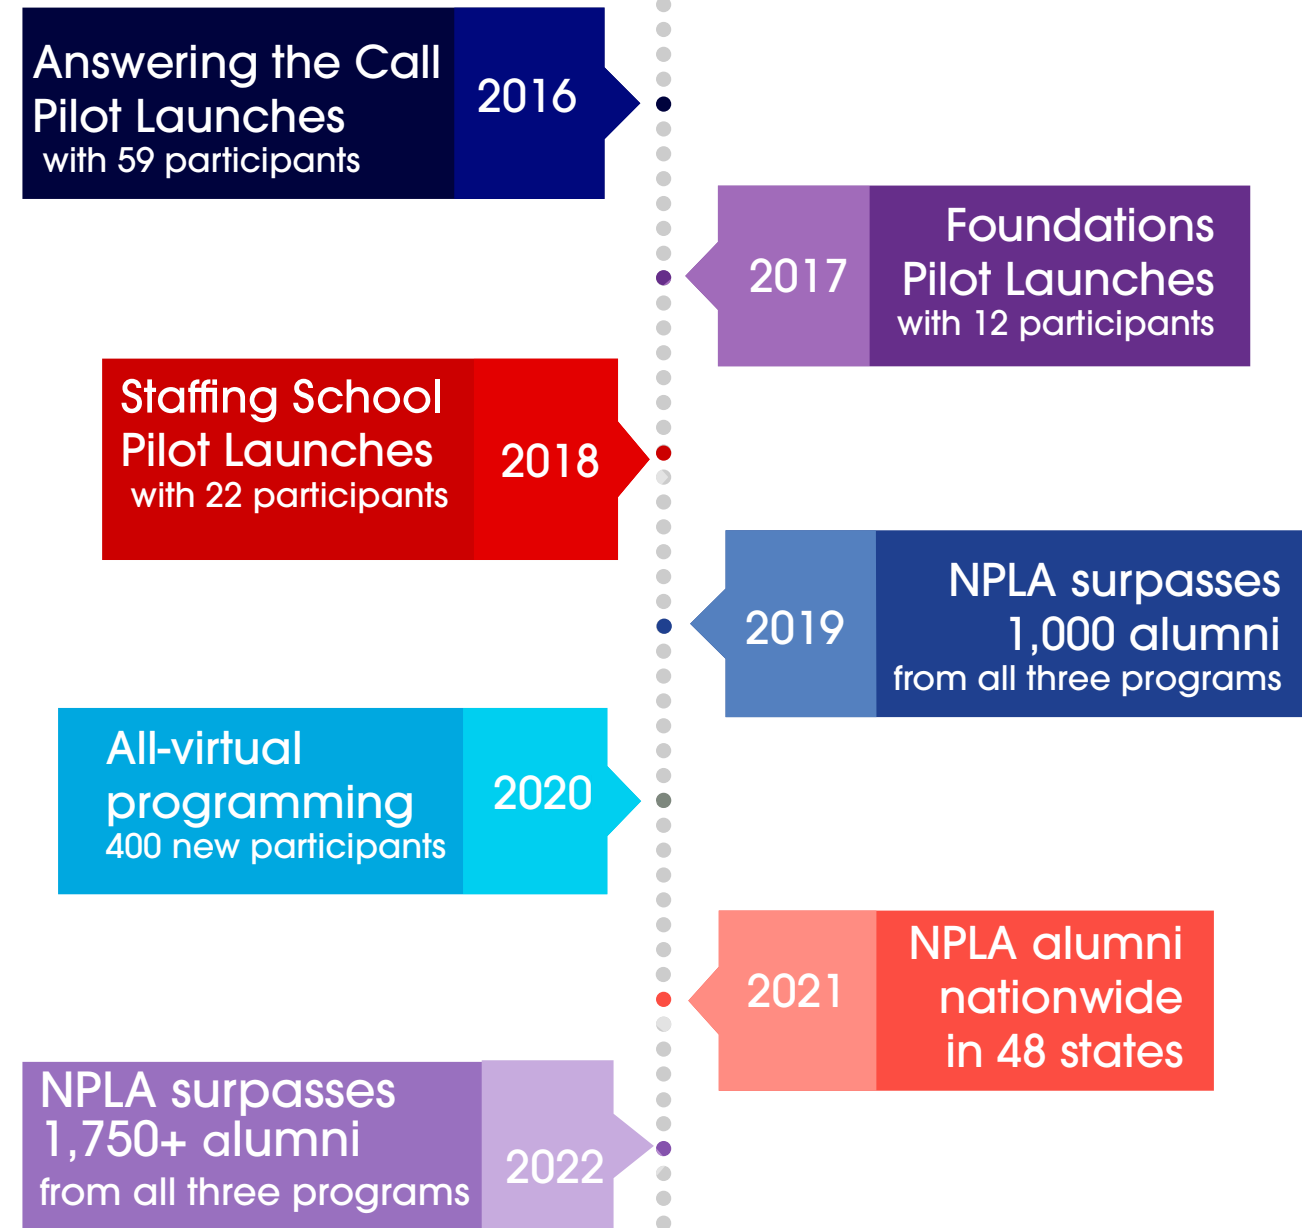 Answering the Call
Pilot Launches
with 59 participants
2016
2017
Foundations
Pilot Launches
with 12 participants
Staffing School
Pilot Launches
with 22 participants
2018
2019
NPLA surpasses
1,000 alumni
from all three programs
All-virtual
programming
400 new participants
2020
2021
NPLA alumni
nationwide
in 48 states
NPLA surpasses
1,750+ alumni
from all three programs
2022